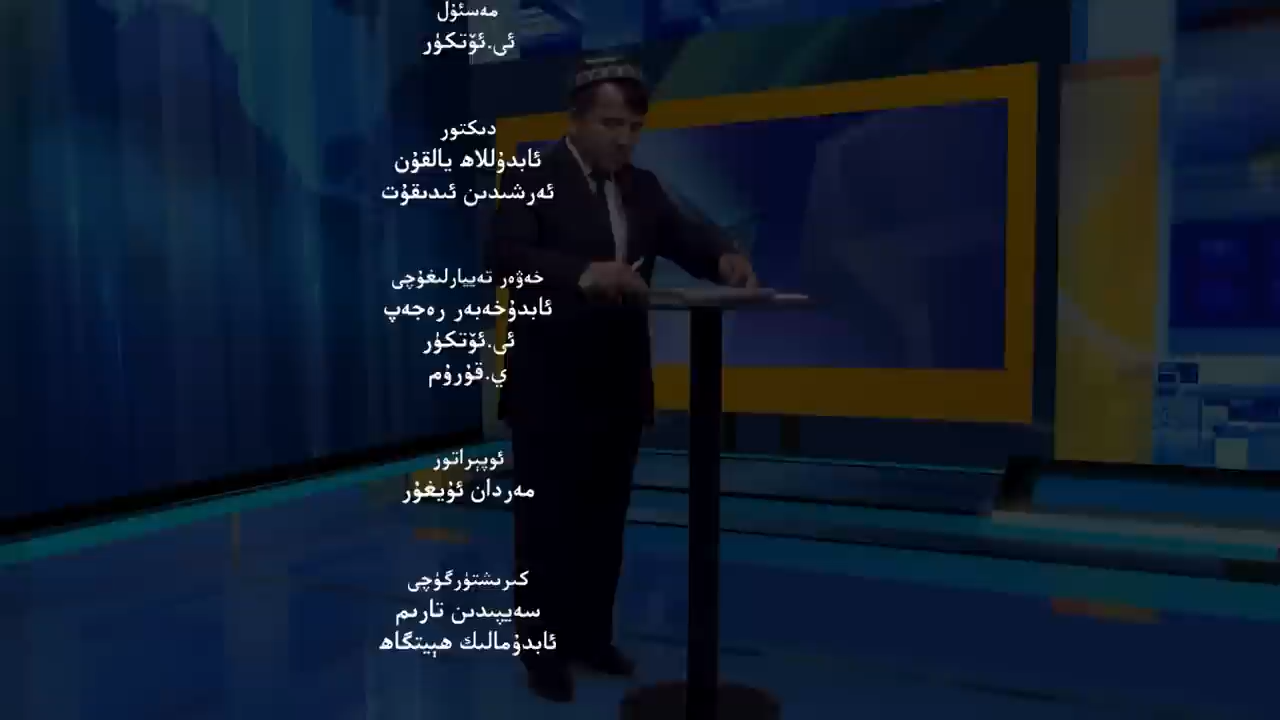 مەسئۇل
ئى.ئۆتكۈر
دىكتور
ئابدۇللاھ يالقۇن
ئەرشىدىن ئىدىقۇت
خەۋەر تەييارلىغۇچى
ئابدۇخەبەر رەجەپ
ئى.ئۆتكۈر
ي.قۇرۇم
ئوپېراتور
مەردان ئۇيغۇر
كىرىشتۈرگۈچى
سەيپىدىن تارىم
ئابدۇمالىك ھېيتگاھ